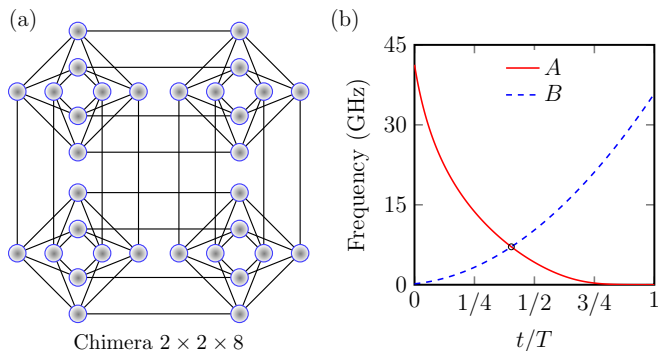 (a)
Chimera 2 × 2 × 8
(b)
Frequency (GHz)
45
30
15
0
A
B
0
1/4
1/2
3/4
1
t/T